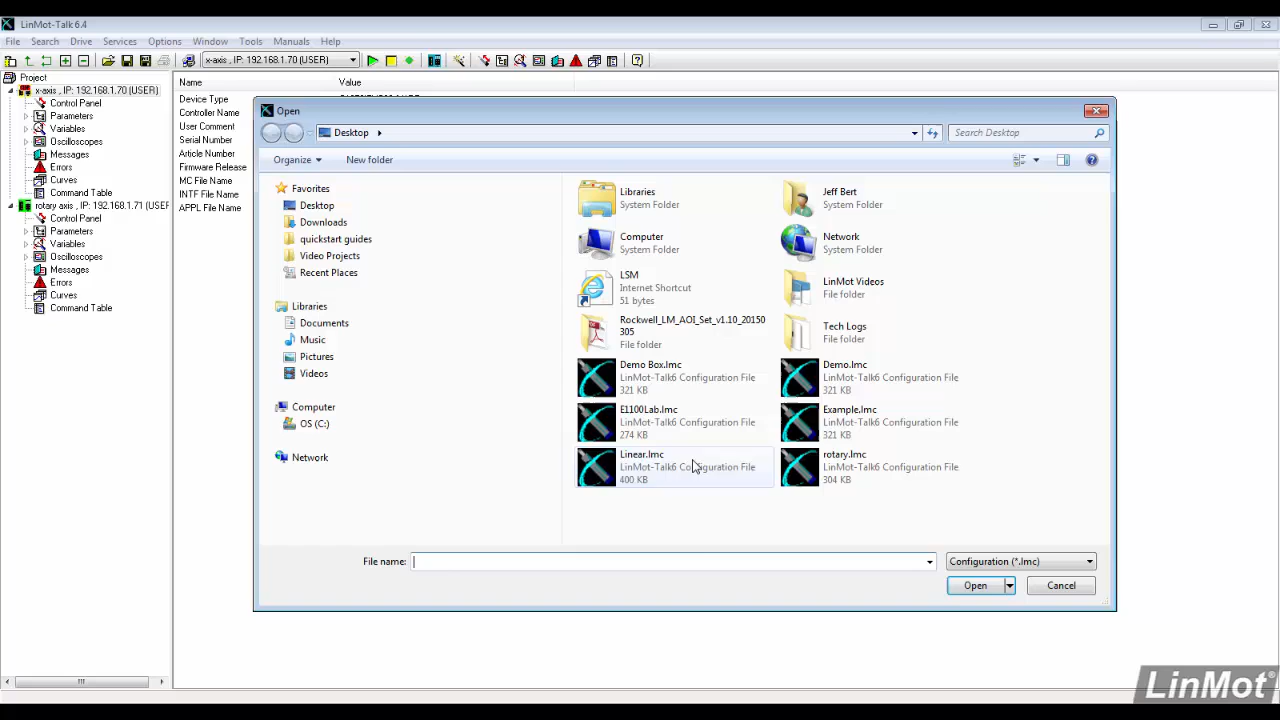 LinMot-Talk 6.4
File Search Drive Services Options Window Tools Manuals Help
x-axis , IP: 192.168.1.70 (USER)
Project
x-axis , IP: 192.168.1.70 (USER)
Control Panel
Parameters
Variables
Oscilloscopes
Messages
Errors
Curves
Command Table
rotary axis , IP: 192.168.1.71 (USER
Control Panel
Parameters
Variables
Oscilloscopes
Messages
Errors
Curves
Command Table
Name Value
Device Type
Controller Name
User Comment
Serial Number
Article Number
Firmware Release
MC File Name
INTF File Name
APPL File Name
Open
Desktop
Search Desktop
Organize New folder
Favorites
Desktop
Downloads
quickstart guides
Video Projects
Recent Places
Libraries
Documents
Music
Pictures
Videos
Computer
OS (C:)
Network
Libraries
System Folder
Jeff Bert
System Folder
Computer
System Folder
Network
System Folder
LSM
Internet Shortcut
51 bytes
LinMot Videos
File folder
Rockwell_LM_AOI_Set_v1.10_20150
305
File folder
Tech Logs
File folder
Demo Box.lmc
LinMot-Talk6 Configuration File
321 KB
Demo.lmc
LinMot-Talk6 Configuration File
321 KB
E1100Lab.lmc
LinMot-Talk6 Configuration File
274 KB
Example.lmc
LinMot-Talk6 Configuration File
321 KB
Linear.lmc
LinMot-Talk6 Configuration File
400 KB
rotary.lmc
LinMot-Talk6 Configuration File
304 KB
File name:
Configuration (*.lmc)
Open Cancel
LinMot®